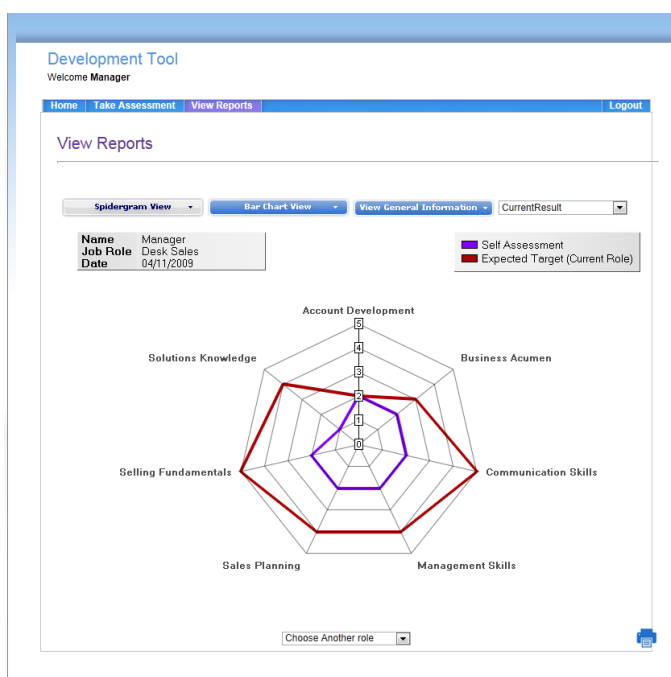 Development Tool
Welcome Manager
Home Take Assessment View Reports Logout
View Reports
Spidergram View Bar Chart View View General Information CurrentResult
Name Manager
Job Role Desk Sales
Date 04/11/2009
Self Assessment
Expected Target (Current Role)
Account Development
5
Solutions Knowledge Business Acumen
4
3
2
1
0
Selling Fundamentals Communication Skills
Sales Planning Management Skills
Choose Another role